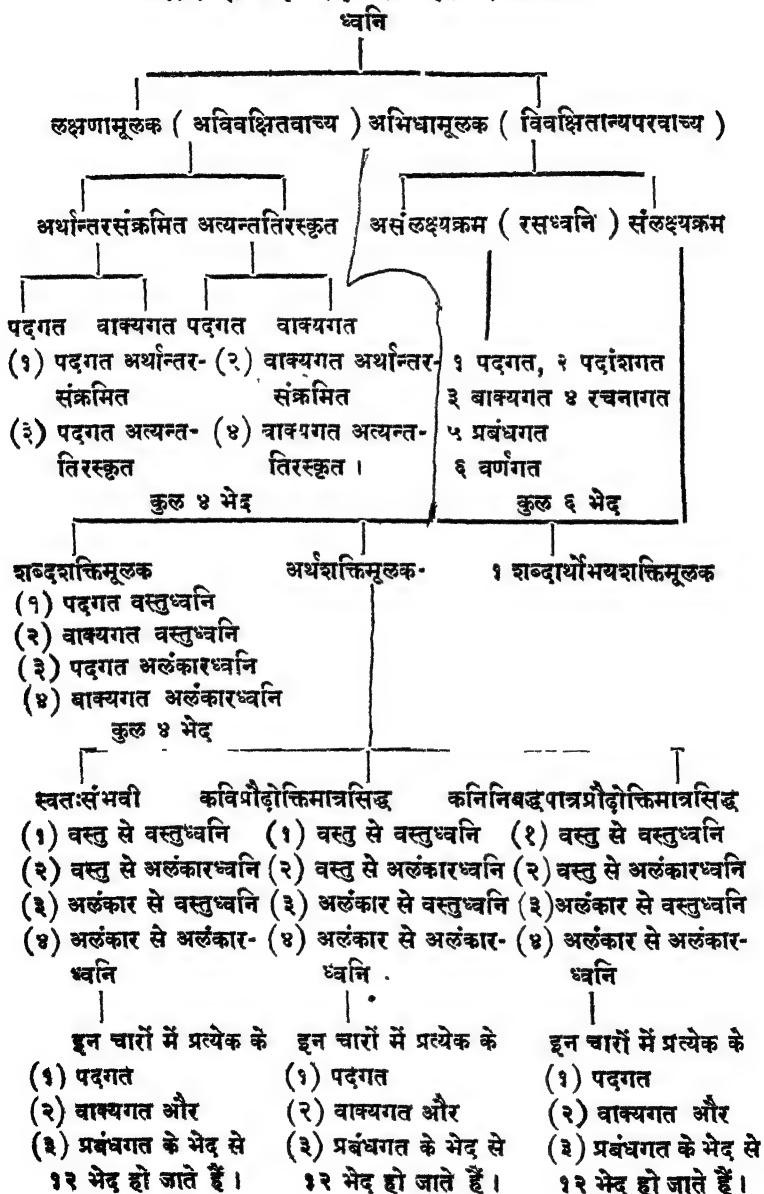 ध्वनि
लक्षणामूलक ( अविवक्षितवाच्य ) अभिधामूलक ( विवक्षितान्यपरवाच्य )
अर्थान्तरसंक्रमित अत्यन्ततिरस्कृत असंलक्ष्यक्रम ( रसध्वनि ) संलक्ष्यक्रम
पदगत वाक्यगत पदगत वाक्यगत
(१) पदगत अर्थान्तर- (२) वाक्यगत अर्थान्तर- १ पदगत, २ पदांशगत
संक्रमित संक्रमित ३ वाक्यगत ४ रचनागत
(३) पदगत अत्यन्त- (४) वाक्यगत अत्यन्त- ५ प्रबंधगत
तिरस्कृत तिरस्कृत । ६ वर्णगत
कुल ४ भेद कुल ६ भेद
शब्दशक्तिमूलक अर्थशक्तिमूलक- १ शब्दार्थोभयशक्तिमूलक
(१) पदगत वस्तुध्वनि
(२) वाक्यगत वस्तुध्वनि
(३) पदगत अलंकारध्वनि
(४) वाक्यगत अलंकारध्वनि
कुल ४ भेद
स्वतःसंभवी कविप्रौढ़ोक्तिमात्रसिद्ध कनिनिबद्धपात्रप्रौढ़ोक्तिमात्रसिद्ध
(१) वस्तु से वस्तुध्वनि (१) वस्तु से वस्तुध्वनि (१) वस्तु से वस्तुध्वनि
(२) वस्तु से अलंकारध्वनि (२) वस्तु से अलंकारध्वनि (२) वस्तु से अलंकारध्वनि
(३) अलंकार से वस्तुध्वनि (३) अलंकार से वस्तुध्वनि (३) अलंकार से वस्तुध्वनि
(४) अलंकार से अलंकार- (४) अलंकार से अलंकार- (४) अलंकार से अलंकार-
ध्वनि ध्वनि ध्वनि
इन चारों में प्रत्येक के इन चारों में प्रत्येक के इन चारों में प्रत्येक के
(१) पदगत (१) पदगत (१) पदगत
(२) वाक्यगत और (२) वाक्यगत और (२) वाक्यगत और
(३) प्रबंधगत के भेद से (३) प्रबंधगत के भेद से (३) प्रबंधगत के भेद से
१२ भेद हो जाते हैं । १२ भेद हो जाते हैं । १२ भेद हो जाते हैं ।